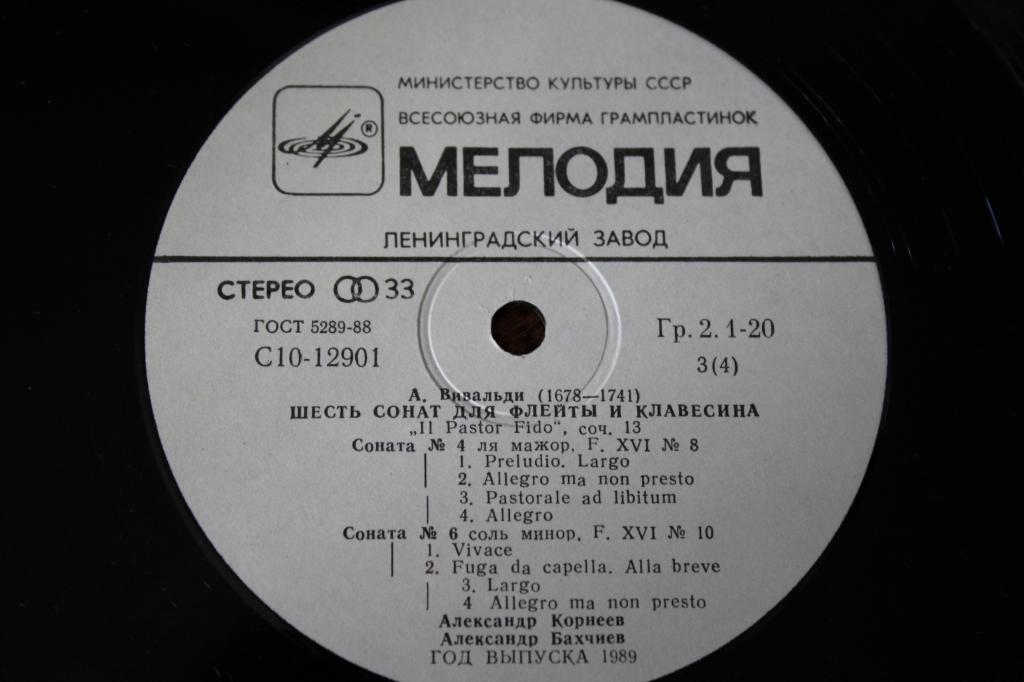 МИНИСТЕРСТВО КУЛЬТУРЫ СССР
ВСЕСОЮЗНАЯ ФИРМА ГРАМПЛАСТИНОК
®
МЕЛОДИЯ
ЛЕНИНГРАДСКИЙ ЗАВОД
СТЕРЕО 33
ГОСТ 5289-88
Гр. 2. 1-20
С10-12901
3(4)
А. Вивальди (1678—1741)
ШЕСТЬ СОНАТ ДЛЯ ФЛЕЙТЫ И КЛАВЕСИНА
„Il Pastor Fido“, соч. 13
Соната № 4 ля мажор, F. XVI № 8
1. Preludio. Largo
2. Allegro ma non presto
3. Pastorale ad libitum
4. Allegro
Соната № 6 соль минор, F. XVI № 10
1. Vivace
2. Fuga da capella. Alla breve
3. Largo
4 Allegro ma non presto
Александр Корнеев
Александр Бахчиев
ГОД ВЫПУСКА 1989